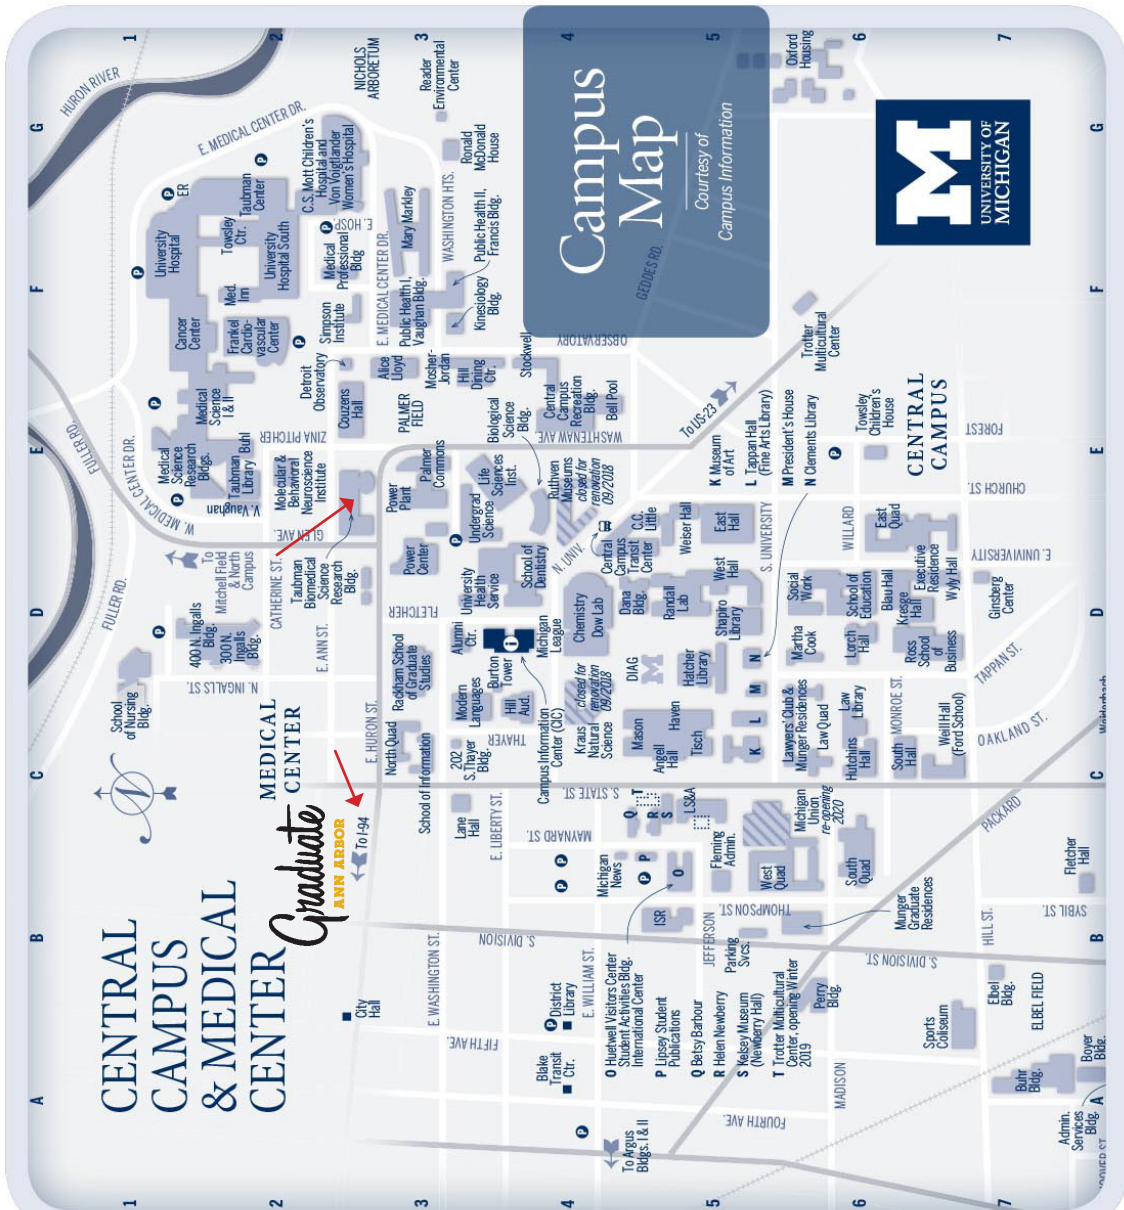 CENTRAL
CAMPUS
& MEDICAL
CENTER
Campus
Map
Courtesy of
Campus Information
M
UNIVERSITY OF
MICHIGAN
1
2
3
4
5
6
7
A
B
C
D
E
F
G
HURON RIVER
NICHOLS
ARBORETUM
Reader
Environmental
Center
Oxford
Housing
E. MEDICAL CENTER DR.
C.S. Mott Children's
Hospital and
Von Voigtlander
Women's Hospital
Ronald
McDonald
House
P
ER
P
Taubman
Center
University
Hospital
Towsley
Ctr.
University
Hospital South
P
E. HOSP.
P
Medical
Professional
Bldg
E. MEDICAL CENTER DR.
Mary Markley
WASHINGTON HTS.
Public Health II,
Francis Bldg.
Cancer
Center
Med.
Inn
Frankel
Cardio-
vascular
Center
P
Simpson
Institute
Public Health I,
Vaughan Bldg.
Kinesiology
Bldg.
GEDDES RD.
OBSERVATORY
Trotter
Multicultural
Center
P
Medical
Science
I & II
Detroit
Observatory
Couzens
Hall
Alice
Lloyd
Mosher-
Jordan
Hill
Dining
Ctr.
Stockwell
PALMER
FIELD
Biological
Science
Bldg.
Central
Campus
Recreation
Bldg.
Bell Pool
WASHTENAW AVE
To US-23
FULLER RD
W. MEDICAL CENTER DR.
Medical
Science
Research
Bldgs.
P
Taubman
Library
Buhl
V. Vaughan
ZINA PITCHER
Molecular &
Behavioral
Neuroscience
Institute
GLEN AVE.
Power
Plant
Palmer
Commons
Undergrad
Science
Life
Sciences
Inst.
Ruthven
Museums
closed for
renovation
09/2018
K Museum
of Art
L Tappan Hall
(Fine Arts Library)
M President's House
N Clements Library
P
Towsley
Children's
House
CENTRAL
CAMPUS
FOREST
CHURCH ST.
To
Mitchell Field
& North
Campus
CATHERINE ST.
Taubman
Biomedical
Science
Research
Bldg.
Power
Center
P
University
Health
Service
School of
Dentistry
N. UNIV.
Central
Campus
Transit
Center
C.C.
Little
Weiser Hall
East
Hall
S. UNIVERSITY
WILLARD
East
Quad
E. UNIVERSITY
FULLER RD.
P
400 N. Ingalls
Bldg.
300 N.
Ingalls
Bldg.
E. ANN ST.
FLETCHER
Alumni
Ctr.
Michigan
League
Chemistry
Dow Lab
Dana
Bldg.
Randall
Lab
West
Hall
Shapiro
Library
Social
Work
School of
Education
Blau Hall
Kresge
Hall
Executive
Residence
Wyly Hall
Ginsberg
Center
School
of Nursing
Bldg.
N. INGALLS ST.
Rackham School
of Graduate
Studies
Modern
Languages
Burton
Tower
Hill
Aud.
closed for
renovation
09/2018
Kraus
Natural
Science
DIAG
M
Hatcher
Library
Martha
Cook
Lorch
Hall
Ross
School
of
Business
TAPPAN ST.
MEDICAL
CENTER
N
E. HURON ST.
North Quad
School of Information
202
S. Thayer
Bldg.
THAYER
Campus Information
Center (CIC)
Mason
Angell
Hall
Haven
Tisch
K
L
M
N
Lawyers' Club &
Munger Residences
Law Quad
Law
Library
Hutchins
Hall
South
Hall
MONROE ST.
Weill Hall
(Ford School)
OAKLAND ST.
Graduate
ANN ARBOR
To I-94
Lane
Hall
E. LIBERTY ST.
MAYNARD ST.
S. STATE ST.
Q
T
R
S
LS&A
Michigan
Union
re-opening
2020
PACKARD
P
P
Michigan
News
P
P
O
Fleming
Admin.
West
Quad
South
Quad
Fletcher
Hall
ISR
THOMPSON ST.
Munger
Graduate
Residences
SYBIL ST.
HILL ST.
S. DIVISION
JEFFERSON
Parking
Svcs.
S. DIVISION ST.
City
Hall
E. WASHINGTON ST.
P
District
Library
E. WILLIAM ST.
O Huetwell Visitors Center
Student Activities Bldg.
International Center
P Lipsey Student
Publications
Q Betsy Barbour
R Helen Newberry
S Kelsey Museum
(Newberry Hall)
T Trotter Multicultural
Center, opening Winter
2019
Perry
Bldg.
Elbel
Bldg.
ELBEL FIELD
Sports
Coliseum
FIFTH AVE.
Blake
Transit
Ctr.
MADISON
FOURTH AVE.
Buhr
Bldg.
Boyer
Bldg.
Admin.
Services
Bldg.
P
To Argus
Bldgs. I & II